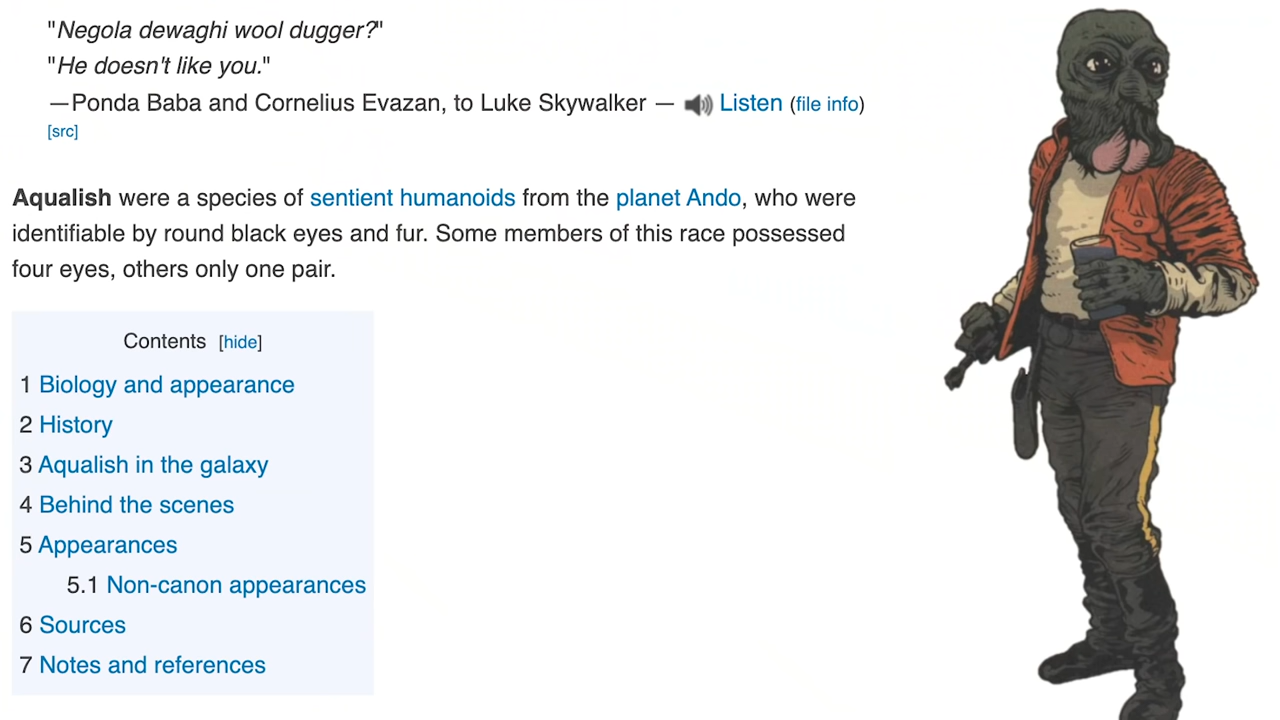 "Negola dewaghi wool dugger?"
"He doesn't like you."
—Ponda Baba and Cornelius Evazan, to Luke Skywalker — Listen (file info)
[src]
Aqualish were a species of sentient humanoids from the planet Ando, who were
identifiable by round black eyes and fur. Some members of this race possessed
four eyes, others only one pair.
Contents [hide]
1 Biology and appearance
2 History
3 Aqualish in the galaxy
4 Behind the scenes
5 Appearances
5.1 Non-canon appearances
6 Sources
7 Notes and references